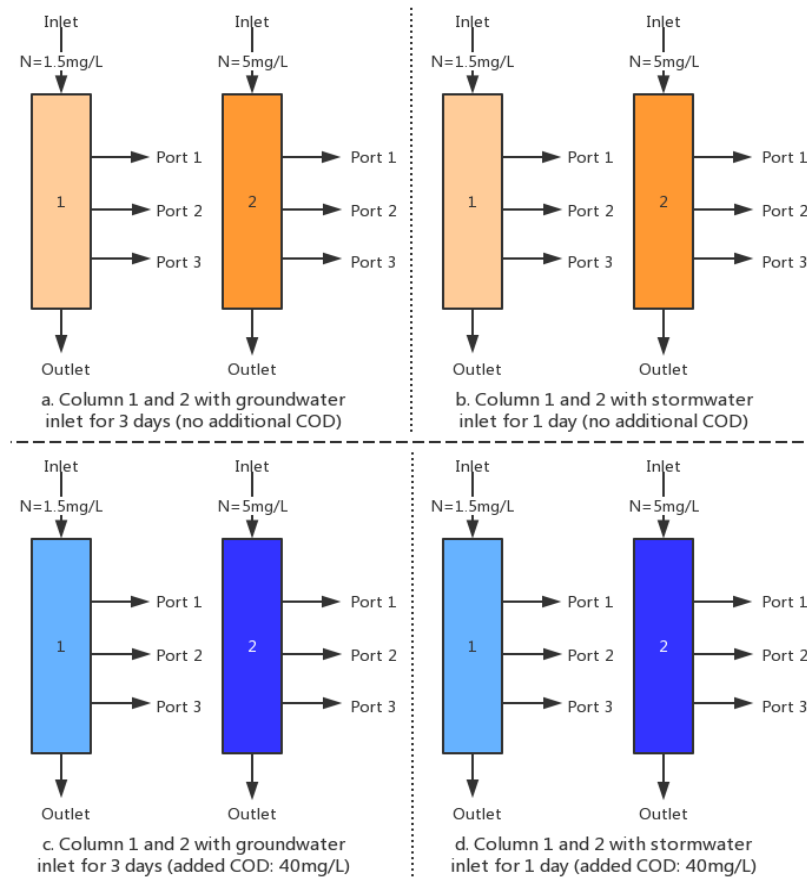 Inlet
N=1.5mg/L
1
Port 1
Port 2
Port 3
Outlet
Inlet
N=5mg/L
2
Port 1
Port 2
Port 3
Outlet
a. Column 1 and 2 with groundwater
inlet for 3 days (no additional COD)
Inlet
N=1.5mg/L
1
Port 1
Port 2
Port 3
Outlet
Inlet
N=5mg/L
2
Port 1
Port 2
Port 3
Outlet
b. Column 1 and 2 with stormwater
inlet for 1 day (no additional COD)
Inlet
N=1.5mg/L
1
Port 1
Port 2
Port 3
Outlet
Inlet
N=5mg/L
2
Port 1
Port 2
Port 3
Outlet
c. Column 1 and 2 with groundwater
inlet for 3 days (added COD: 40mg/L)
Inlet
N=1.5mg/L
1
Port 1
Port 2
Port 3
Outlet
Inlet
N=5mg/L
2
Port 1
Port 2
Port 3
Outlet
d. Column 1 and 2 with stormwater
inlet for 1 day (added COD: 40mg/L)